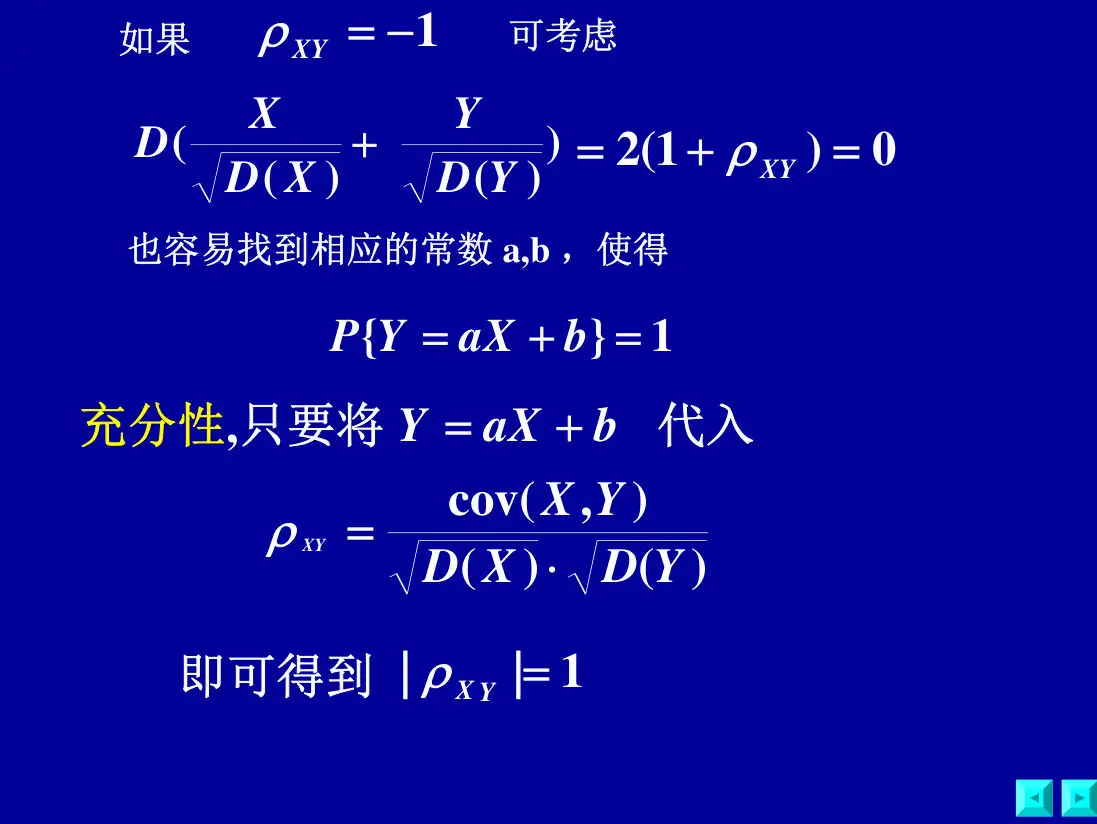 如果 ρ_XY = −1 可考虑
D( X/√D(X) + Y/√D(Y) ) = 2(1 + ρ_XY) = 0
也容易找到相应的常数 a,b，使得
P{Y = aX + b} = 1
充分性,只要将 Y = aX + b 代入
ρ_XY = cov(X,Y)/(√D(X) · √D(Y))
即可得到 |ρ_XY| = 1